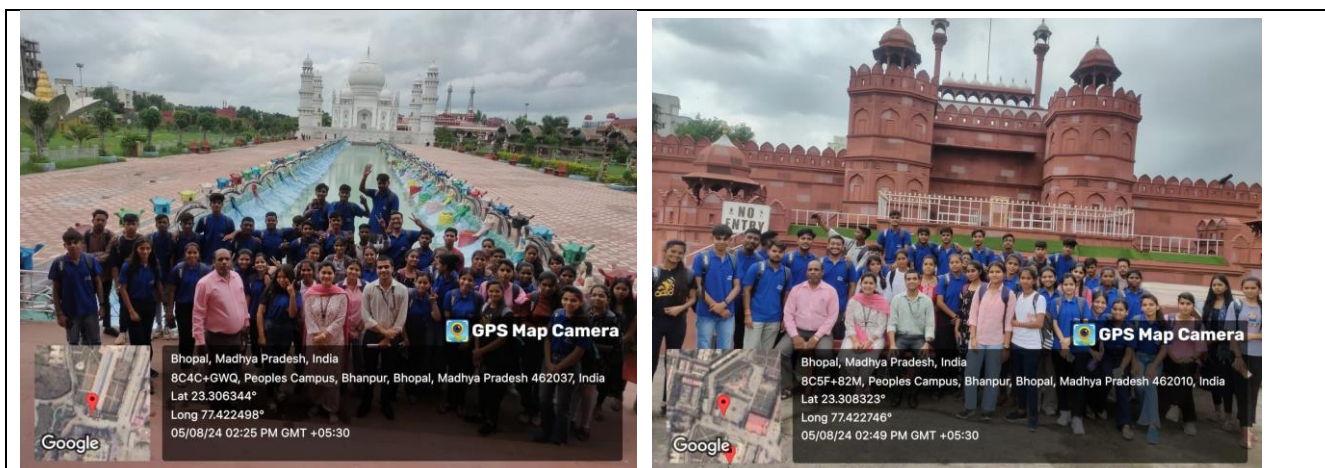 GPS Map Camera
Bhopal, Madhya Pradesh, India
8C4C+GWQ, Peoples Campus, Bhanpur, Bhopal, Madhya Pradesh 462037, India
Lat 23.306344°
Long 77.422498°
05/08/24 02:25 PM GMT +05:30
Google
NO
ENTRY
GPS Map Camera
Bhopal, Madhya Pradesh, India
8C5F+82M, Peoples Campus, Bhanpur, Bhopal, Madhya Pradesh 462010, India
Lat 23.308323°
Long 77.422746°
05/08/24 02:49 PM GMT +05:30
Google